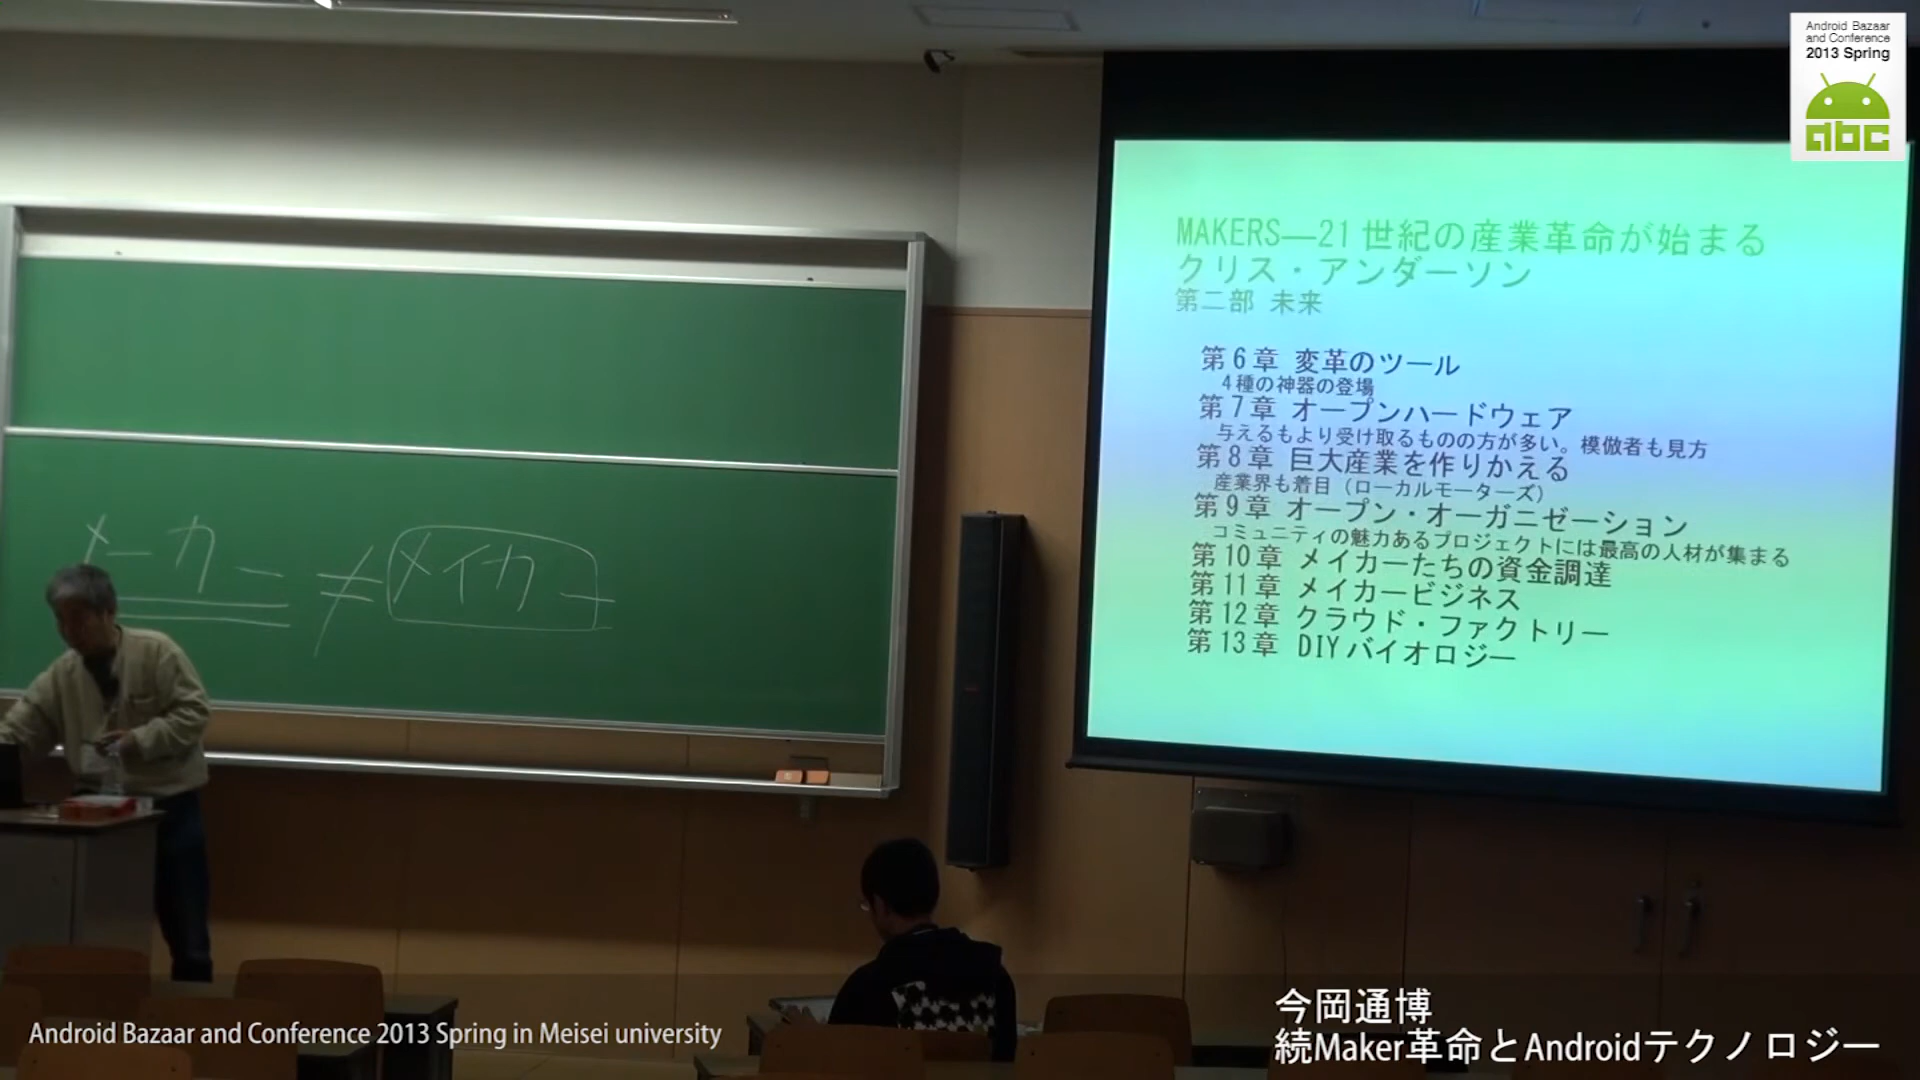 Android Bazaar
and Conference
2013 Spring
abc
MAKERS―21世紀の産業革命が始まる
クリス・アンダーソン
第二部 未来
第6章 変革のツール
4種の神器の登場
第7章 オープンハードウェア
与えるもより受け取るものの方が多い。模倣者も見方
第8章 巨大産業を作りかえる
産業界も着目（ローカルモーターズ）
第9章 オープン・オーガニゼーション
コミュニティの魅力あるプロジェクトには最高の人材が集まる
第10章 メイカーたちの資金調達
第11章 メイカービジネス
第12章 クラウド・ファクトリー
第13章 DIYバイオロジー
メーカー ≠ メイカー
今岡通博
続Maker革命とAndroidテクノロジー
Android Bazaar and Conference 2013 Spring in Meisei university